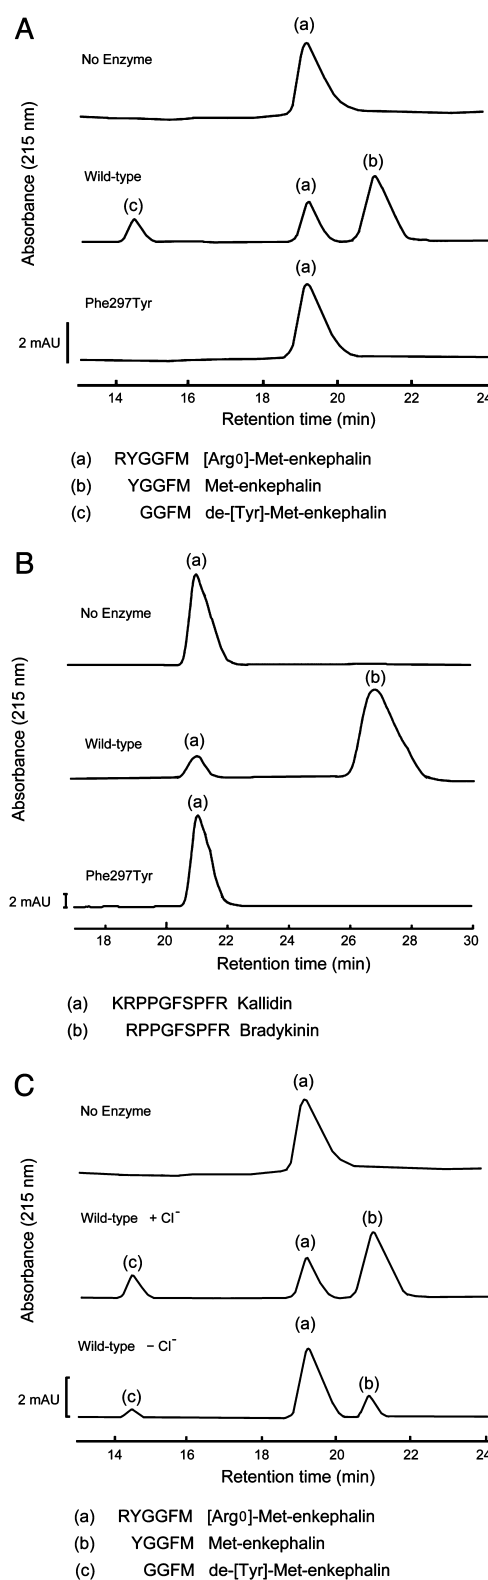 A
(a)
No Enzyme
Wild-type
(c)
(a)
(b)
(a)
Phe297Tyr
2 mAU
Absorbance (215 nm)
14 16 18 20 22 24
Retention time (min)
(a) RYGGFM [Arg0]-Met-enkephalin
(b) YGGFM Met-enkephalin
(c) GGFM de-[Tyr]-Met-enkephalin
B
(a)
No Enzyme
(b)
Wild-type
(a)
(a)
Phe297Tyr
2 mAU
Absorbance (215 nm)
18 20 22 24 26 28 30
Retention time (min)
(a) KRPPGFSPFR Kallidin
(b) RPPGFSPFR Bradykinin
C
(a)
No Enzyme
Wild-type + Cl⁻
(c)
(a)
(b)
(a)
Wild-type − Cl⁻
(c)
(b)
2 mAU
Absorbance (215 nm)
14 16 18 20 22 24
Retention time (min)
(a) RYGGFM [Arg0]-Met-enkephalin
(b) YGGFM Met-enkephalin
(c) GGFM de-[Tyr]-Met-enkephalin